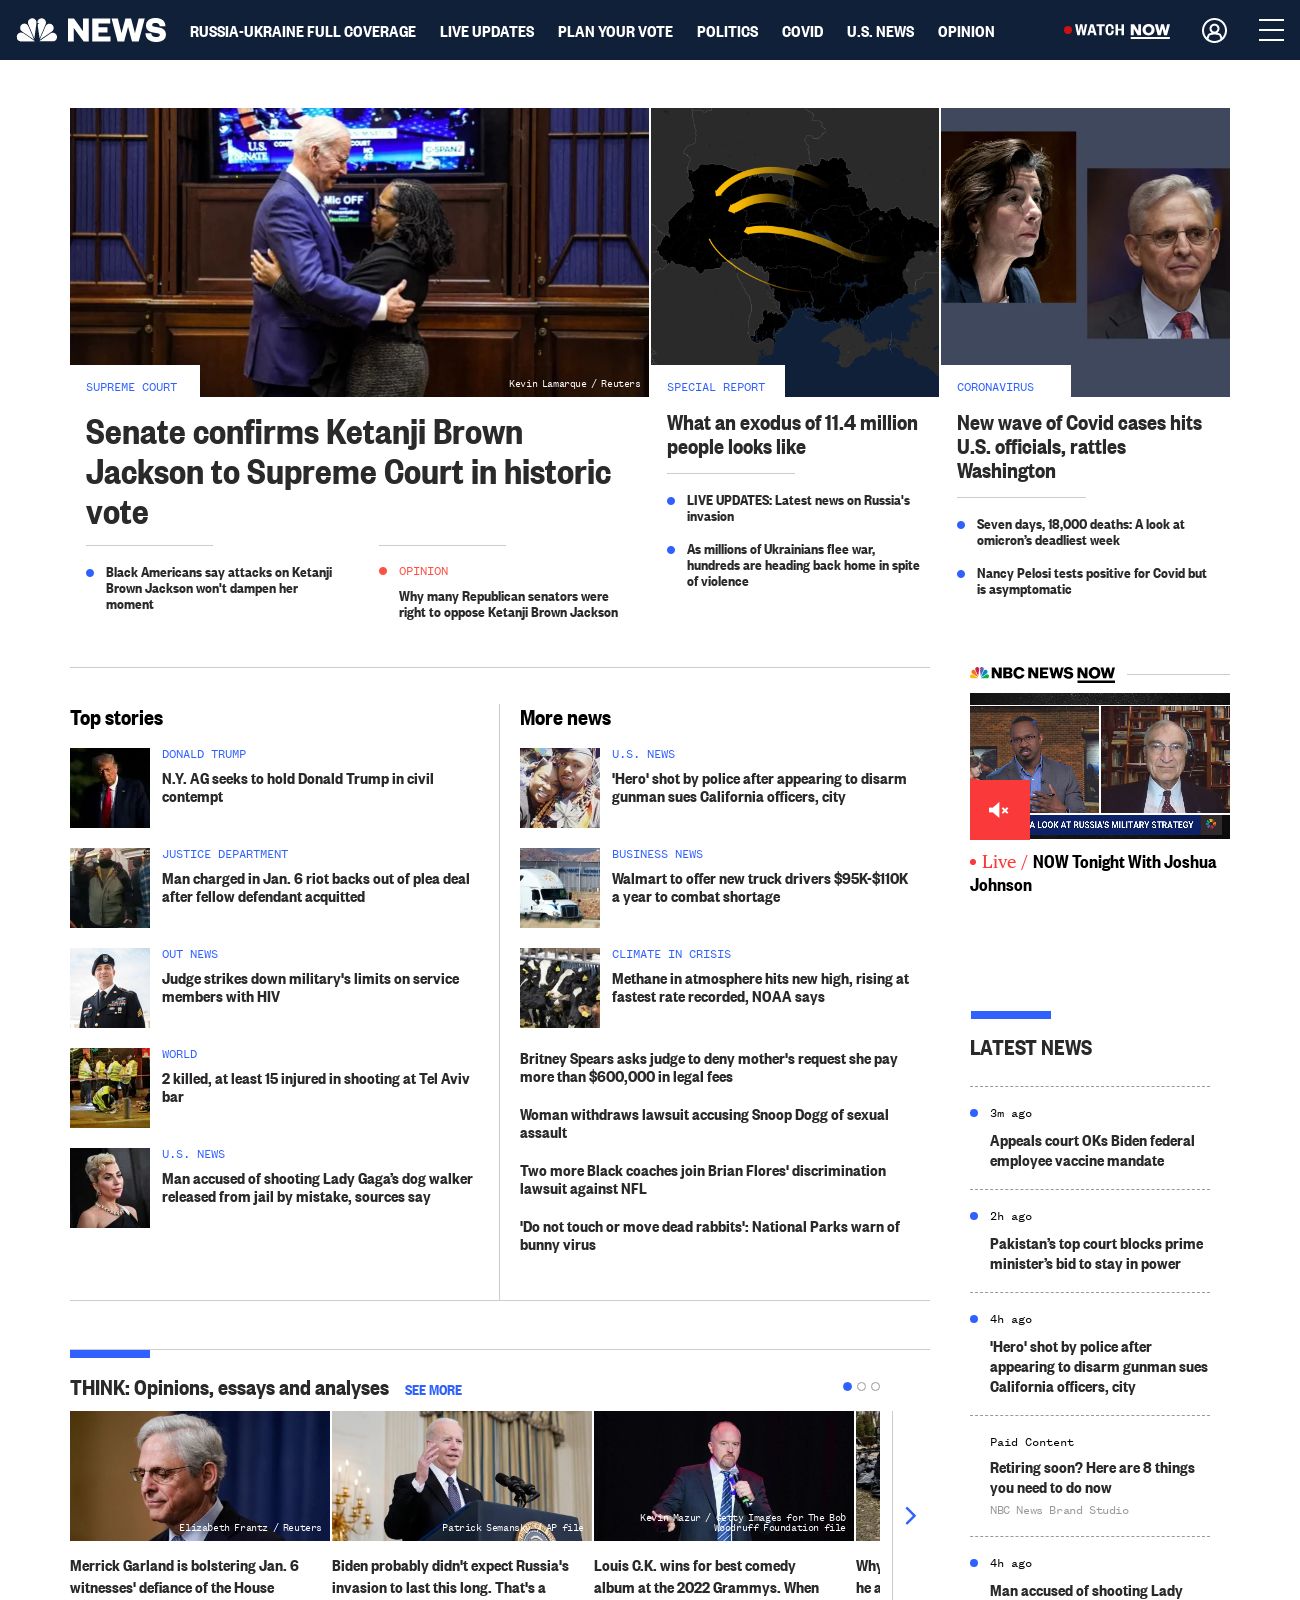 NEWS
RUSSIA-UKRAINE FULL COVERAGE
LIVE UPDATES
PLAN YOUR VOTE
POLITICS
COVID
U.S. NEWS
OPINION
WATCH NOW
U.S.
SENATE
C-SPAN2
Mic OFF
Kevin Lamarque / Reuters
SUPREME COURT
Senate confirms Ketanji Brown
Jackson to Supreme Court in historic
vote
Black Americans say attacks on Ketanji
Brown Jackson won't dampen her
moment
OPINION
Why many Republican senators were
right to oppose Ketanji Brown Jackson
SPECIAL REPORT
What an exodus of 11.4 million
people looks like
LIVE UPDATES: Latest news on Russia's
invasion
As millions of Ukrainians flee war,
hundreds are heading back home in spite
of violence
CORONAVIRUS
New wave of Covid cases hits
U.S. officials, rattles
Washington
Seven days, 18,000 deaths: A look at
omicron’s deadliest week
Nancy Pelosi tests positive for Covid but
is asymptomatic
Top stories
DONALD TRUMP
N.Y. AG seeks to hold Donald Trump in civil
contempt
JUSTICE DEPARTMENT
Man charged in Jan. 6 riot backs out of plea deal
after fellow defendant acquitted
OUT NEWS
Judge strikes down military's limits on service
members with HIV
WORLD
2 killed, at least 15 injured in shooting at Tel Aviv
bar
U.S. NEWS
Man accused of shooting Lady Gaga’s dog walker
released from jail by mistake, sources say
More news
U.S. NEWS
'Hero' shot by police after appearing to disarm
gunman sues California officers, city
BUSINESS NEWS
Walmart to offer new truck drivers $95K-$110K
a year to combat shortage
CLIMATE IN CRISIS
Methane in atmosphere hits new high, rising at
fastest rate recorded, NOAA says
Britney Spears asks judge to deny mother's request she pay
more than $600,000 in legal fees
Woman withdraws lawsuit accusing Snoop Dogg of sexual
assault
Two more Black coaches join Brian Flores' discrimination
lawsuit against NFL
'Do not touch or move dead rabbits': National Parks warn of
bunny virus
NBC NEWS NOW
A LOOK AT RUSSIA'S MILITARY STRATEGY
Live / NOW Tonight With Joshua
Johnson
LATEST NEWS
3m ago
Appeals court OKs Biden federal
employee vaccine mandate
2h ago
Pakistan’s top court blocks prime
minister’s bid to stay in power
4h ago
'Hero' shot by police after
appearing to disarm gunman sues
California officers, city
Paid Content
Retiring soon? Here are 8 things
you need to do now
NBC News Brand Studio
4h ago
Man accused of shooting Lady
THINK: Opinions, essays and analyses
SEE MORE
Elizabeth Frantz / Reuters
Merrick Garland is bolstering Jan. 6
witnesses' defiance of the House
Patrick Semansky / AP file
Biden probably didn't expect Russia's
invasion to last this long. That's a
Kevin Mazur / Getty Images for The Bob
Woodruff Foundation file
Louis C.K. wins for best comedy
album at the 2022 Grammys. When
Why
he a